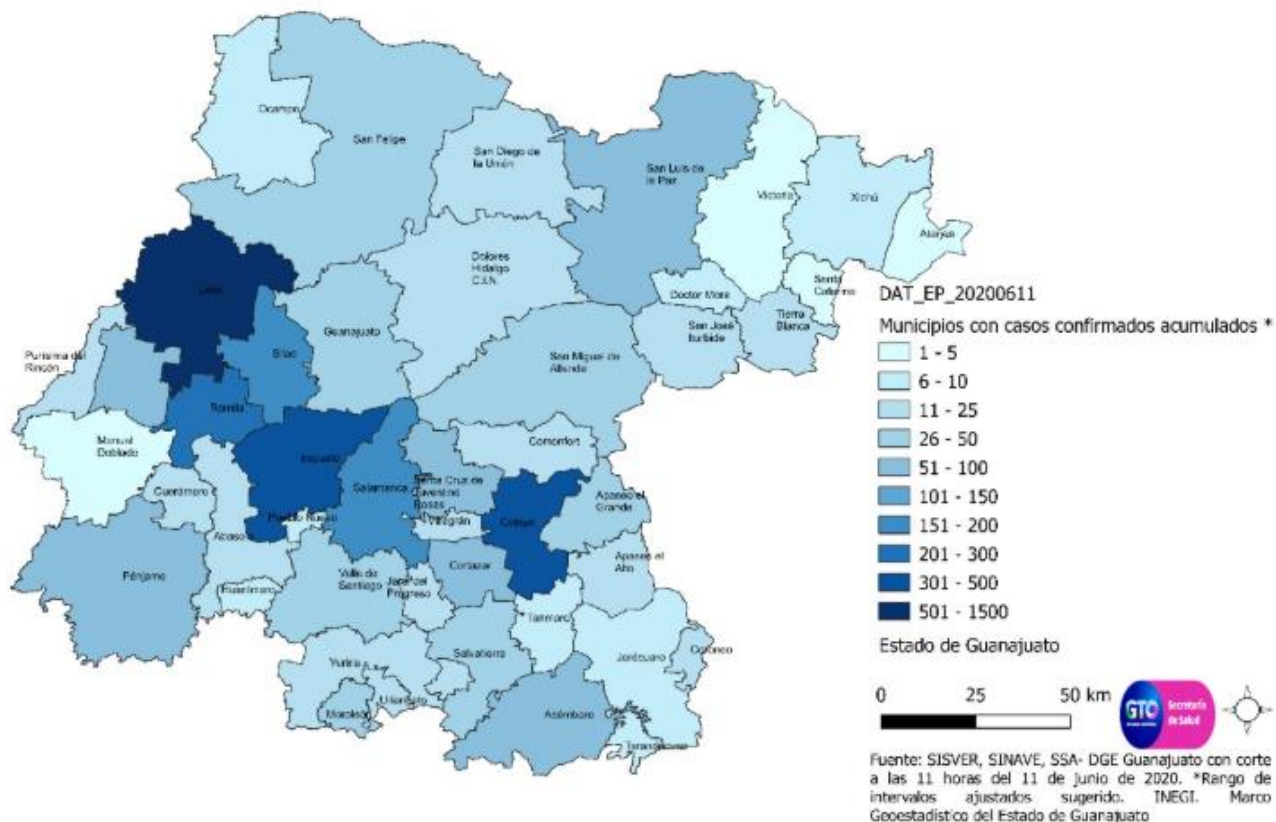 Ocampo
San Felipe
San Diego de
la Unión
San Luis de
la Paz
Victoria
Xichú
Atarjea
Santa
Catarina
Dolores
Hidalgo
C.I.N.
Doctor Mora
Tierra
Blanca
San José
Iturbide
León
Guanajuato
Silao
San Miguel de
Allende
Purísima del
Rincón
Romita
Manuel
Doblado
Irapuato
Comonfort
Salamanca
Santa Cruz de
Juventino
Rosas
Cuerámaro
Apaseo el
Grande
Pueblo Nuevo
Villagrán
Celaya
Abasolo
Apaseo el
Alto
Pénjamo
Huanímaro
Valle de
Santiago
Jaral del
Progreso
Cortazar
Tarimoro
Jerécuaro
Coroneo
Salvatierra
Yuriria
Uriangato
Moroleón
Acámbaro
Tarandacuao
DAT_EP_20200611
Municipios con casos confirmados acumulados *
1 - 5
6 - 10
11 - 25
26 - 50
51 - 100
101 - 150
151 - 200
201 - 300
301 - 500
501 - 1500
Estado de Guanajuato
0 25 50 km
GTO
Secretaría
de Salud
Fuente: SISVER, SINAVE, SSA- DGE Guanajuato con corte
a las 11 horas del 11 de junio de 2020. *Rango de
intervalos ajustados sugerido. INEGI. Marco
Geoestadístico del Estado de Guanajuato